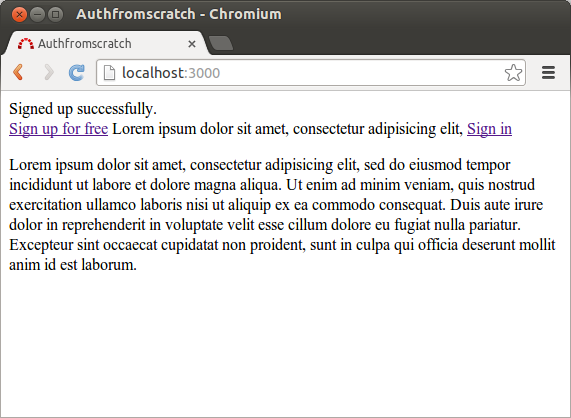 Authfromscratch - Chromium
Authfromscratch
localhost:3000
Signed up successfully.
Sign up for free Lorem ipsum dolor sit amet, consectetur adipisicing elit, Sign in
Lorem ipsum dolor sit amet, consectetur adipisicing elit, sed do eiusmod tempor
incididunt ut labore et dolore magna aliqua. Ut enim ad minim veniam, quis nostrud
exercitation ullamco laboris nisi ut aliquip ex ea commodo consequat. Duis aute irure
dolor in reprehenderit in voluptate velit esse cillum dolore eu fugiat nulla pariatur.
Excepteur sint occaecat cupidatat non proident, sunt in culpa qui officia deserunt mollit
anim id est laborum.